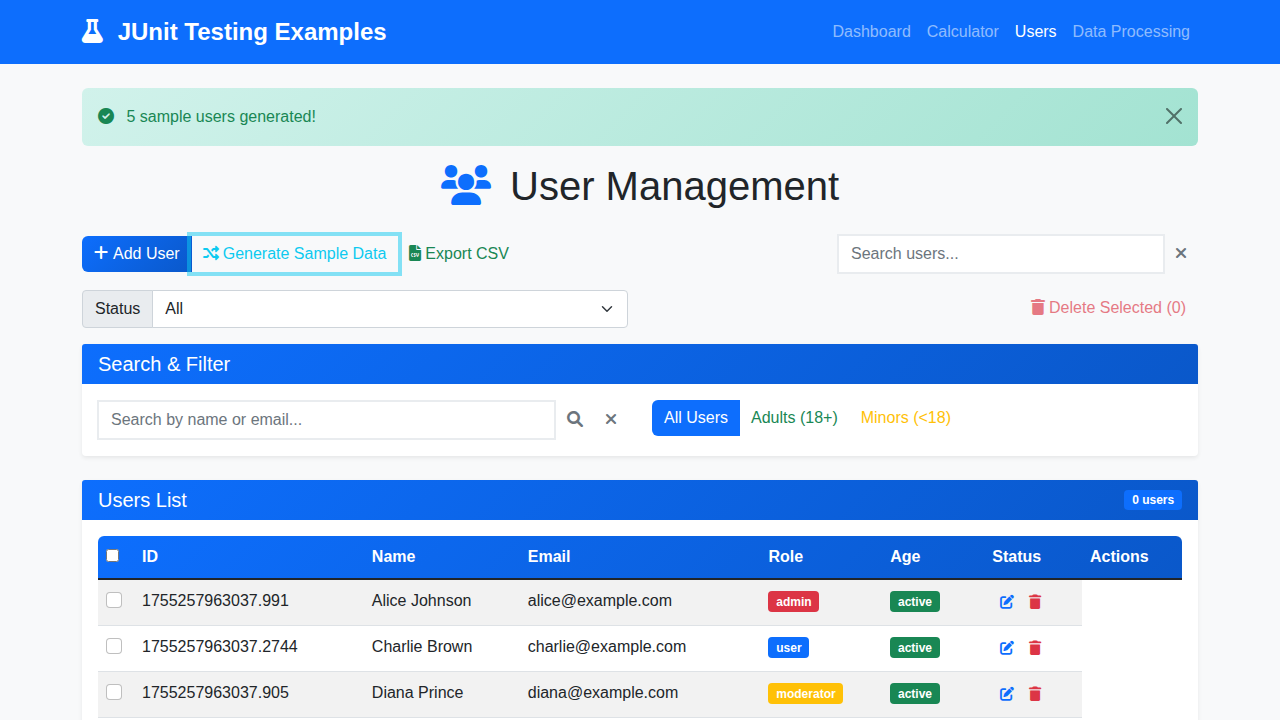 JUnit Testing Examples
Dashboard Calculator Users Data Processing
5 sample users generated!
User Management
Add User Generate Sample Data Export CSV Search users...
Status All Delete Selected (0)
Search & Filter
Search by name or email... All Users Adults (18+) Minors (<18)
Users List 0 users
ID Name Email Role Age Status Actions
1755257963037.991 Alice Johnson alice@example.com admin active
1755257963037.2744 Charlie Brown charlie@example.com user active
1755257963037.905 Diana Prince diana@example.com moderator active